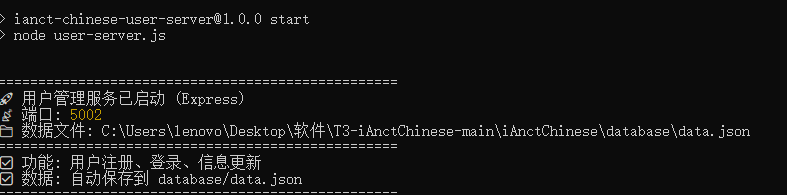 > ianct-chinese-user-server@1.0.0 start
> node user-server.js
==================================================
🚀 用户管理服务已启动 (Express)
📡 端口: 5002
📁 数据文件: C:\Users\lenovo\Desktop\软件\T3-iAnctChinese-main\iAnctChinese\database\data.json
==================================================
✅ 功能: 用户注册、登录、信息更新
✅ 数据: 自动保存到 database/data.json
==================================================